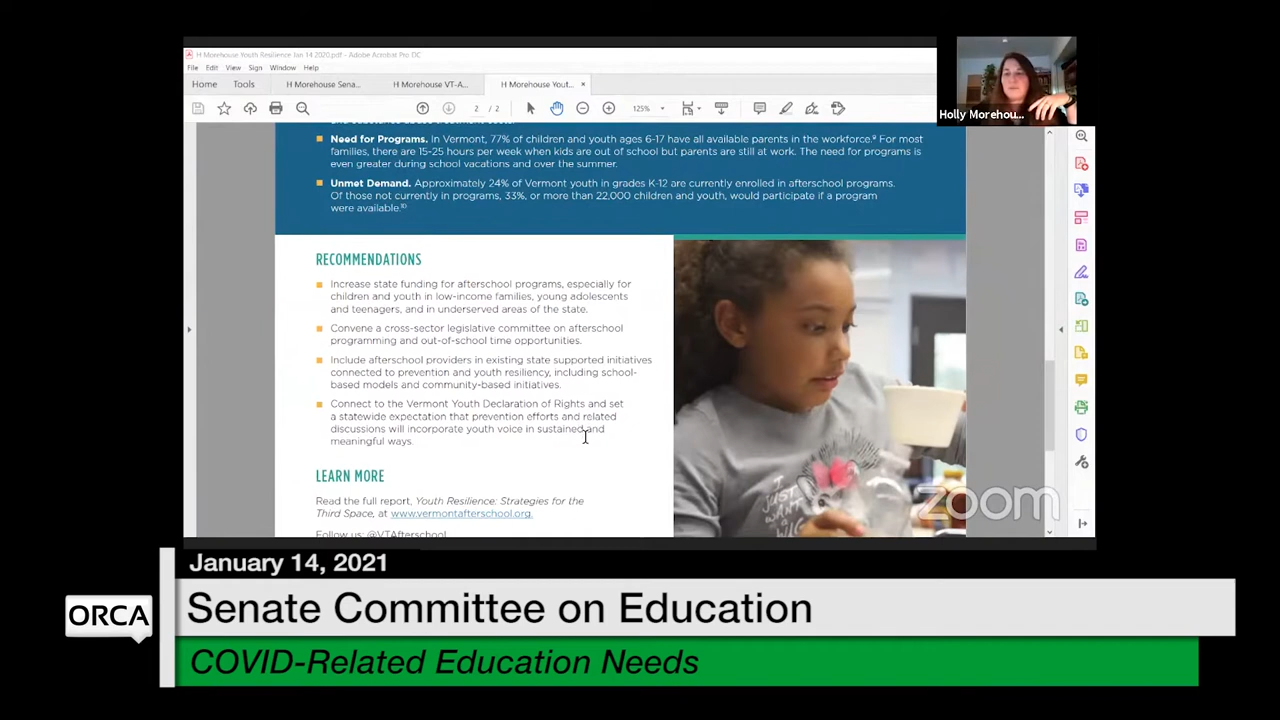 H Morehouse Youth Resilience Jan 14 2020.pdf - Adobe Acrobat Pro DC
File Edit View Sign Window Help
Home Tools H Morehouse Sena... H Morehouse VT-A... H Morehouse Yout... ×
2 / 2 125%
Holly Morehou...
Need for Programs. In Vermont, 77% of children and youth ages 6-17 have all available parents in the workforce.⁹ For most
families, there are 15-25 hours per week when kids are out of school but parents are still at work. The need for programs is
even greater during school vacations and over the summer.
Unmet Demand. Approximately 24% of Vermont youth in grades K-12 are currently enrolled in afterschool programs.
Of those not currently in programs, 33%, or more than 22,000 children and youth, would participate if a program
were available.¹⁰
RECOMMENDATIONS
Increase state funding for afterschool programs, especially for
children and youth in low-income families, young adolescents
and teenagers, and in underserved areas of the state.
Convene a cross-sector legislative committee on afterschool
programming and out-of-school time opportunities.
Include afterschool providers in existing state supported initiatives
connected to prevention and youth resiliency, including school-
based models and community-based initiatives.
Connect to the Vermont Youth Declaration of Rights and set
a statewide expectation that prevention efforts and related
discussions will incorporate youth voice in sustained and
meaningful ways.
LEARN MORE
Read the full report, Youth Resilience: Strategies for the
Third Space, at www.vermontafterschool.org.
Follow us: @VTAfterschool
I JUST
WANT
zoom
January 14, 2021
ORCA
Senate Committee on Education
COVID-Related Education Needs